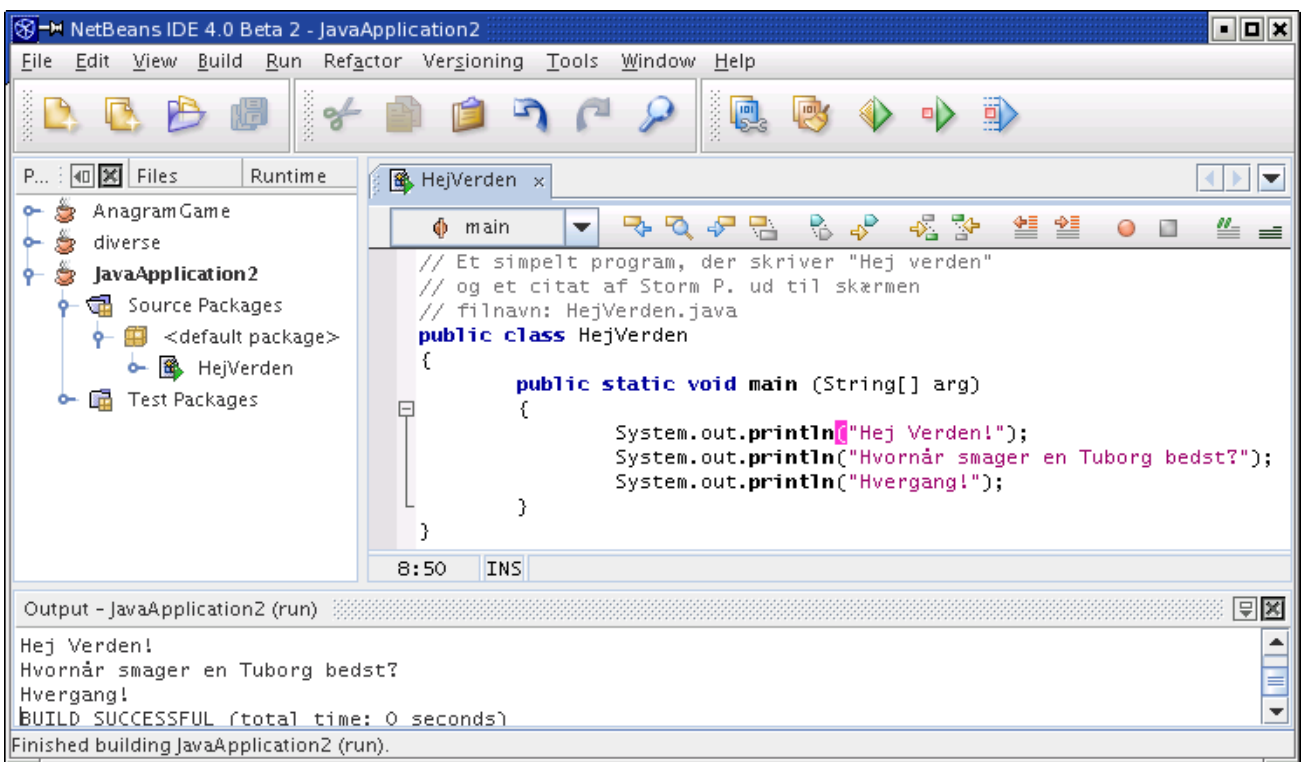 NetBeans IDE 4.0 Beta 2 - JavaApplication2
File Edit View Build Run Refactor Versioning Tools Window Help
P... Files Runtime
AnagramGame
diverse
JavaApplication2
Source Packages
<default package>
HejVerden
Test Packages
HejVerden
main
// Et simpelt program, der skriver "Hej verden"
// og et citat af Storm P. ud til skærmen
// filnavn: HejVerden.java
public class HejVerden
{
public static void main (String[] arg)
{
System.out.println("Hej Verden!");
System.out.println("Hvornår smager en Tuborg bedst?");
System.out.println("Hvergang!");
}
}
8:50 INS
Output - JavaApplication2 (run)
Hej Verden!
Hvornår smager en Tuborg bedst?
Hvergang!
BUILD SUCCESSFUL (total time: 0 seconds)
Finished building JavaApplication2 (run).